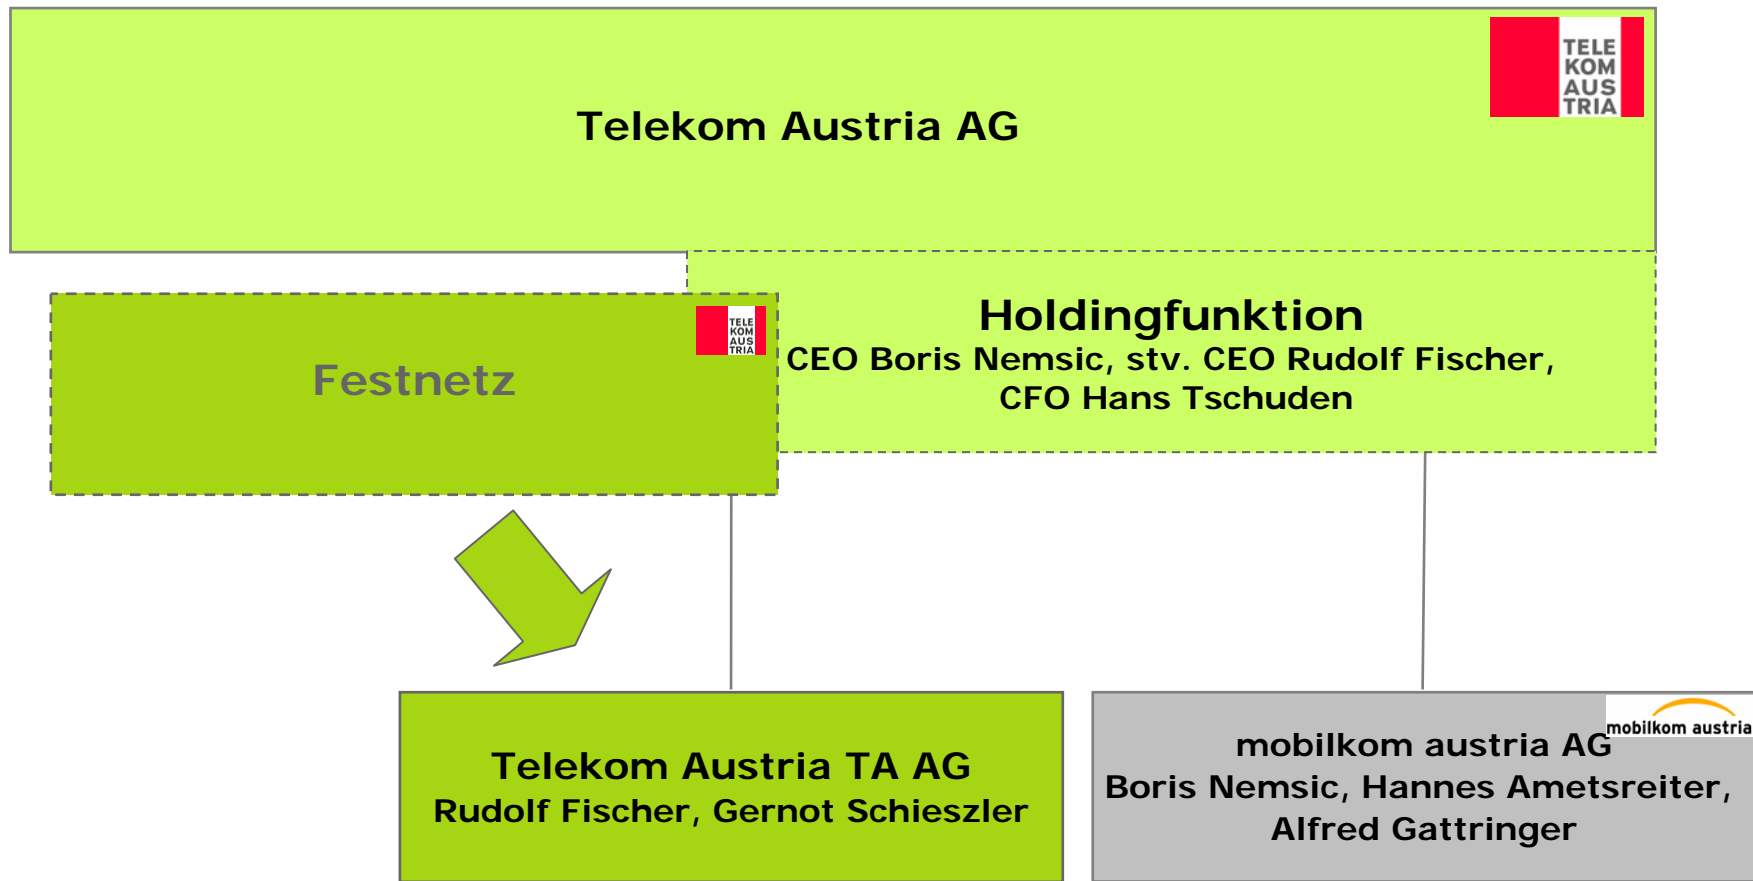 TELE
KOM
AUS
TRIA
Telekom Austria AG
TELE
KOM
AUS
TRIA
Festnetz
Holdingfunktion
CEO Boris Nemsic, stv. CEO Rudolf Fischer,
CFO Hans Tschuden
Telekom Austria TA AG
Rudolf Fischer, Gernot Schieszler
mobilkom austria
mobilkom austria AG
Boris Nemsic, Hannes Ametsreiter,
Alfred Gattringer